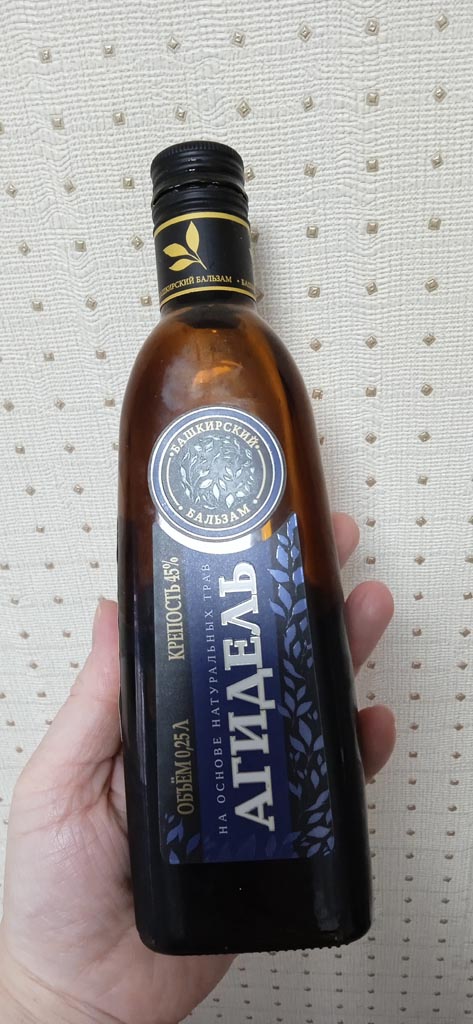 БАШКИРСКИЙ БАЛЬЗАМ
• БАШКИРСКИЙ •
БАЛЬЗАМ
ОБЪЁМ 0,25 Л
КРЕПОСТЬ 45%
НА ОСНОВЕ НАТУРАЛЬНЫХ ТРАВ
АГИДЕЛЬ